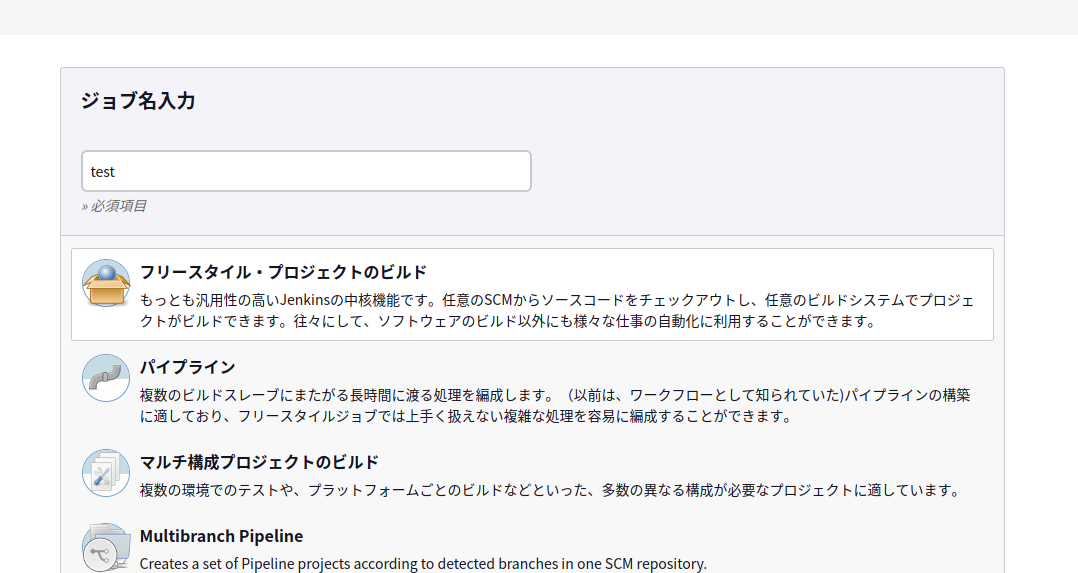 ジョブ名入力
test
» 必須項目
フリースタイル・プロジェクトのビルド
もっとも汎用性の高いJenkinsの中核機能です。任意のSCMからソースコードをチェックアウトし、任意のビルドシステムでプロジェ
クトがビルドできます。往々にして、ソフトウェアのビルド以外にも様々な仕事の自動化に利用することができます。
パイプライン
複数のビルドスレーブにまたがる長時間に渡る処理を編成します。（以前は、ワークフローとして知られていた)パイプラインの構築
に適しており、フリースタイルジョブでは上手く扱えない複雑な処理を容易に編成することができます。
マルチ構成プロジェクトのビルド
複数の環境でのテストや、プラットフォームごとのビルドなどといった、多数の異なる構成が必要なプロジェクトに適しています。
Multibranch Pipeline
Creates a set of Pipeline projects according to detected branches in one SCM repository.